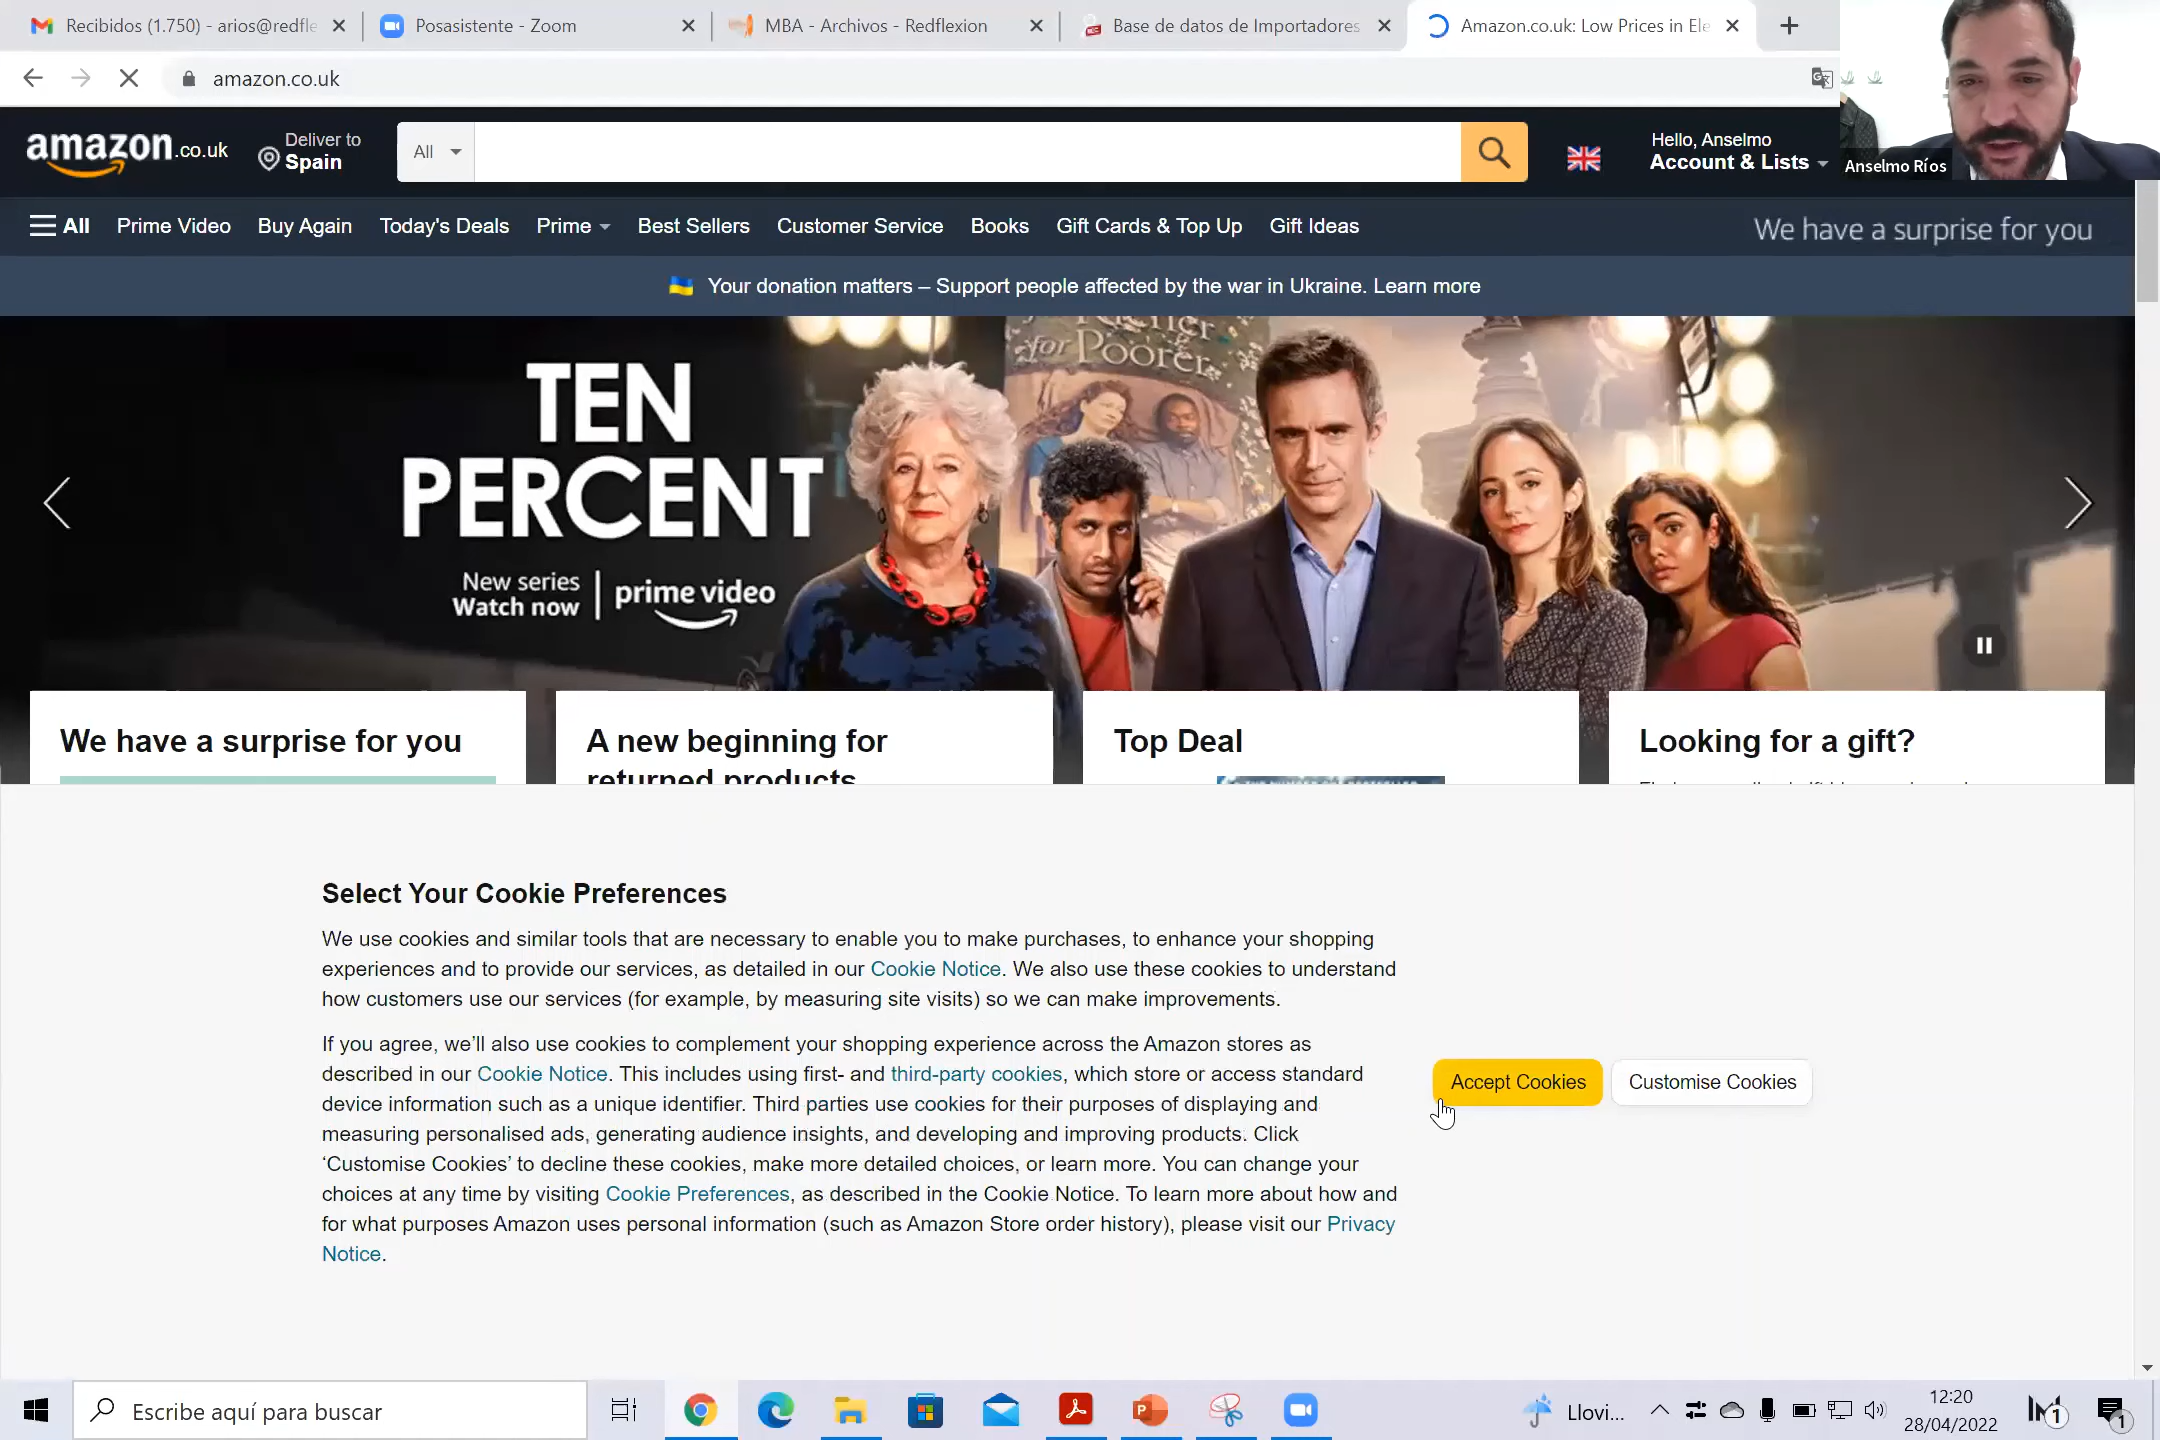 Recibidos (1.750) - arios@redfle
Posasistente - Zoom
MBA - Archivos - Redflexion
Base de datos de Importadores
Amazon.co.uk: Low Prices in Ele
amazon.co.uk
amazon.co.uk
Deliver to
Spain
All
Hello, Anselmo
Account & Lists
Anselmo Ríos
All
Prime Video
Buy Again
Today's Deals
Prime
Best Sellers
Customer Service
Books
Gift Cards & Top Up
Gift Ideas
We have a surprise for you
Your donation matters – Support people affected by the war in Ukraine. Learn more
for Poorer
TEN
PERCENT
New series
Watch now
prime video
We have a surprise for you
A new beginning for
returned products
Top Deal
Looking for a gift?
Select Your Cookie Preferences
We use cookies and similar tools that are necessary to enable you to make purchases, to enhance your shopping
experiences and to provide our services, as detailed in our Cookie Notice. We also use these cookies to understand
how customers use our services (for example, by measuring site visits) so we can make improvements.
If you agree, we'll also use cookies to complement your shopping experience across the Amazon stores as
described in our Cookie Notice. This includes using first- and third-party cookies, which store or access standard
device information such as a unique identifier. Third parties use cookies for their purposes of displaying and
measuring personalised ads, generating audience insights, and developing and improving products. Click
‘Customise Cookies’ to decline these cookies, make more detailed choices, or learn more. You can change your
choices at any time by visiting Cookie Preferences, as described in the Cookie Notice. To learn more about how and
for what purposes Amazon uses personal information (such as Amazon Store order history), please visit our Privacy
Notice.
Accept Cookies
Customise Cookies
Escribe aquí para buscar
Llovi...
12:20
28/04/2022
1
1